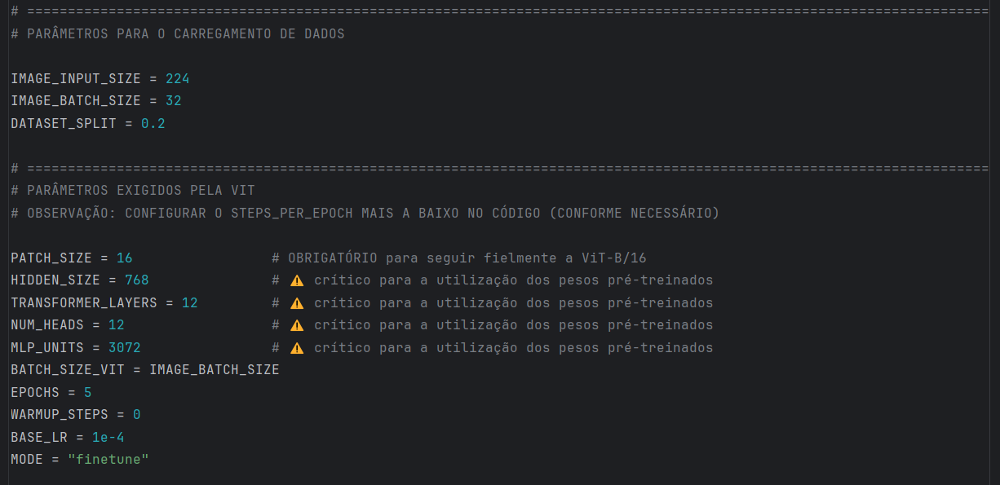 # ======================================================================================================================
# PARÂMETROS PARA O CARREGAMENTO DE DADOS
IMAGE_INPUT_SIZE = 224
IMAGE_BATCH_SIZE = 32
DATASET_SPLIT = 0.2
# ======================================================================================================================
# PARÂMETROS EXIGIDOS PELA VIT
# OBSERVAÇÃO: CONFIGURAR O STEPS_PER_EPOCH MAIS A BAIXO NO CÓDIGO (CONFORME NECESSÁRIO)
PATCH_SIZE = 16                 # OBRIGATÓRIO para seguir fielmente a ViT-B/16
HIDDEN_SIZE = 768               # ⚠️ crítico para a utilização dos pesos pré-treinados
TRANSFORMER_LAYERS = 12         # ⚠️ crítico para a utilização dos pesos pré-treinados
NUM_HEADS = 12                  # ⚠️ crítico para a utilização dos pesos pré-treinados
MLP_UNITS = 3072                # ⚠️ crítico para a utilização dos pesos pré-treinados
BATCH_SIZE_VIT = IMAGE_BATCH_SIZE
EPOCHS = 5
WARMUP_STEPS = 0
BASE_LR = 1e-4
MODE = "finetune"